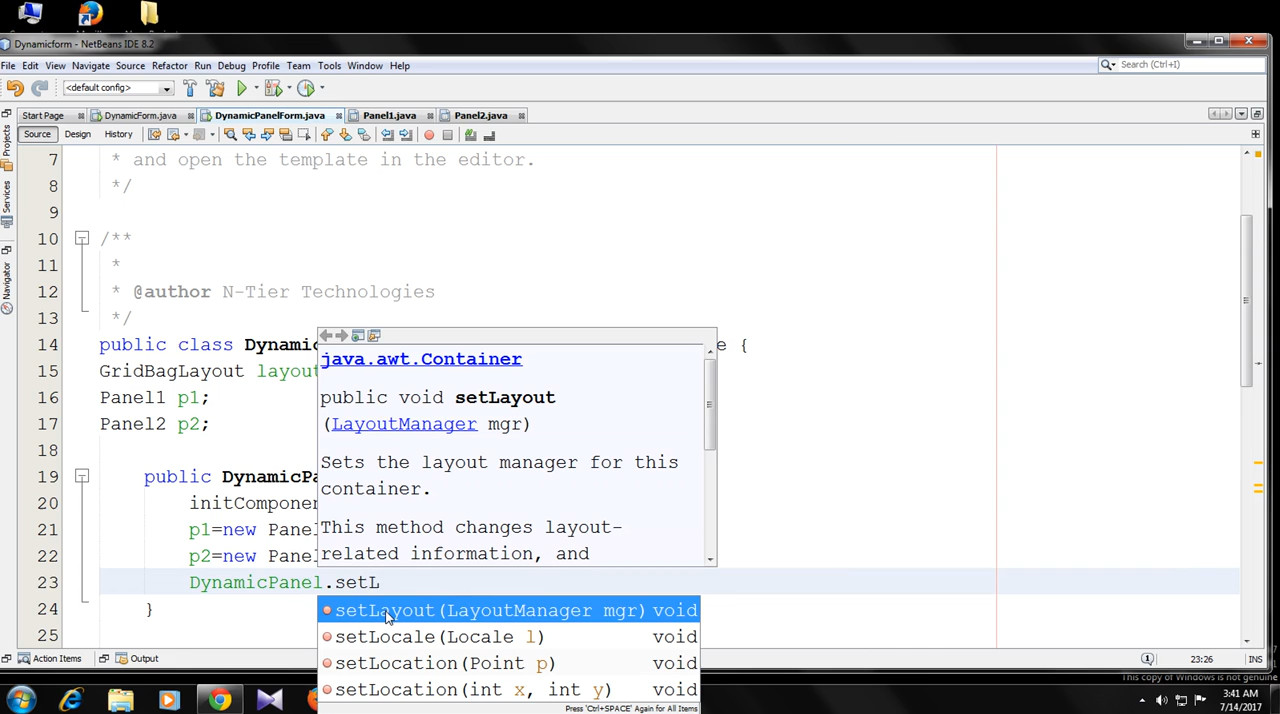 Dynamicform - NetBeans IDE 8.2
File Edit View Navigate Source Refactor Run Debug Profile Team Tools Window Help
Search (Ctrl+I)
<default config>
Start Page DynamicForm.java DynamicPanelForm.java Panel1.java Panel2.java
Source Design History
Projects
Services
Navigator
7 * and open the template in the editor.
8 */
9
10 /**
11 *
12 * @author N-Tier Technologies
13 */
14 public class Dynamic e {
15 GridBagLayout layout
16 Panel1 p1;
17 Panel2 p2;
18
19 public DynamicPa
20 initComponen
21 p1=new Panel
22 p2=new Panel
23 DynamicPanel.setL
24 }
25
java.awt.Container
public void setLayout
(LayoutManager mgr)
Sets the layout manager for this
container.
This method changes layout-
related information, and
setLayout(LayoutManager mgr) void
setLocale(Locale l) void
setLocation(Point p) void
setLocation(int x, int y) void
Press 'Ctrl+SPACE' Again for All Items
Action Items Output
1 23:26 INS
This copy of Windows is not genuine
3:41 AM
7/14/2017